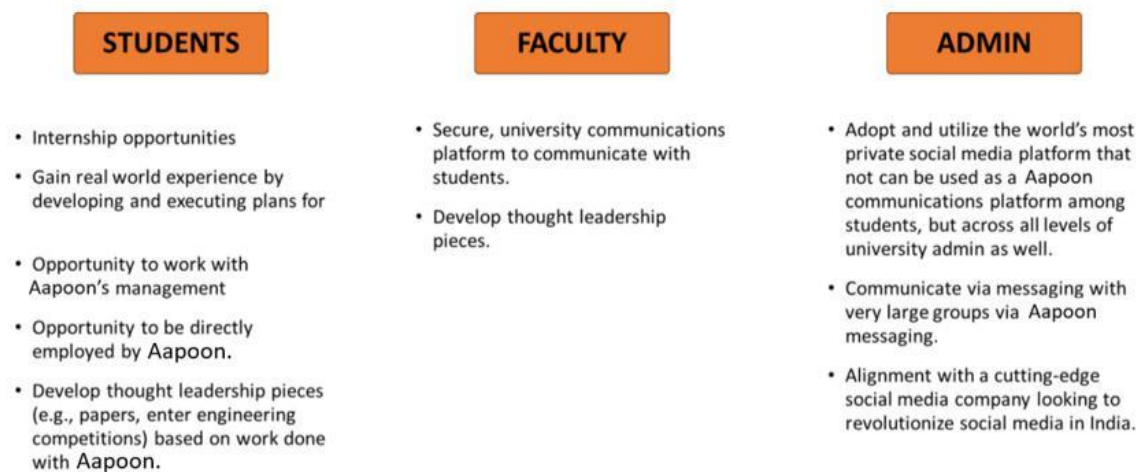 STUDENTS
• Internship opportunities
• Gain real world experience by
developing and executing plans for
• Opportunity to work with
Aapoon’s management
• Opportunity to be directly
employed by Aapoon.
• Develop thought leadership pieces
(e.g., papers, enter engineering
competitions) based on work done
with Aapoon.
FACULTY
• Secure, university communications
platform to communicate with
students.
• Develop thought leadership
pieces.
ADMIN
• Adopt and utilize the world’s most
private social media platform that
not can be used as a Aapoon
communications platform among
students, but across all levels of
university admin as well.
• Communicate via messaging with
very large groups via Aapoon
messaging.
• Alignment with a cutting-edge
social media company looking to
revolutionize social media in India.